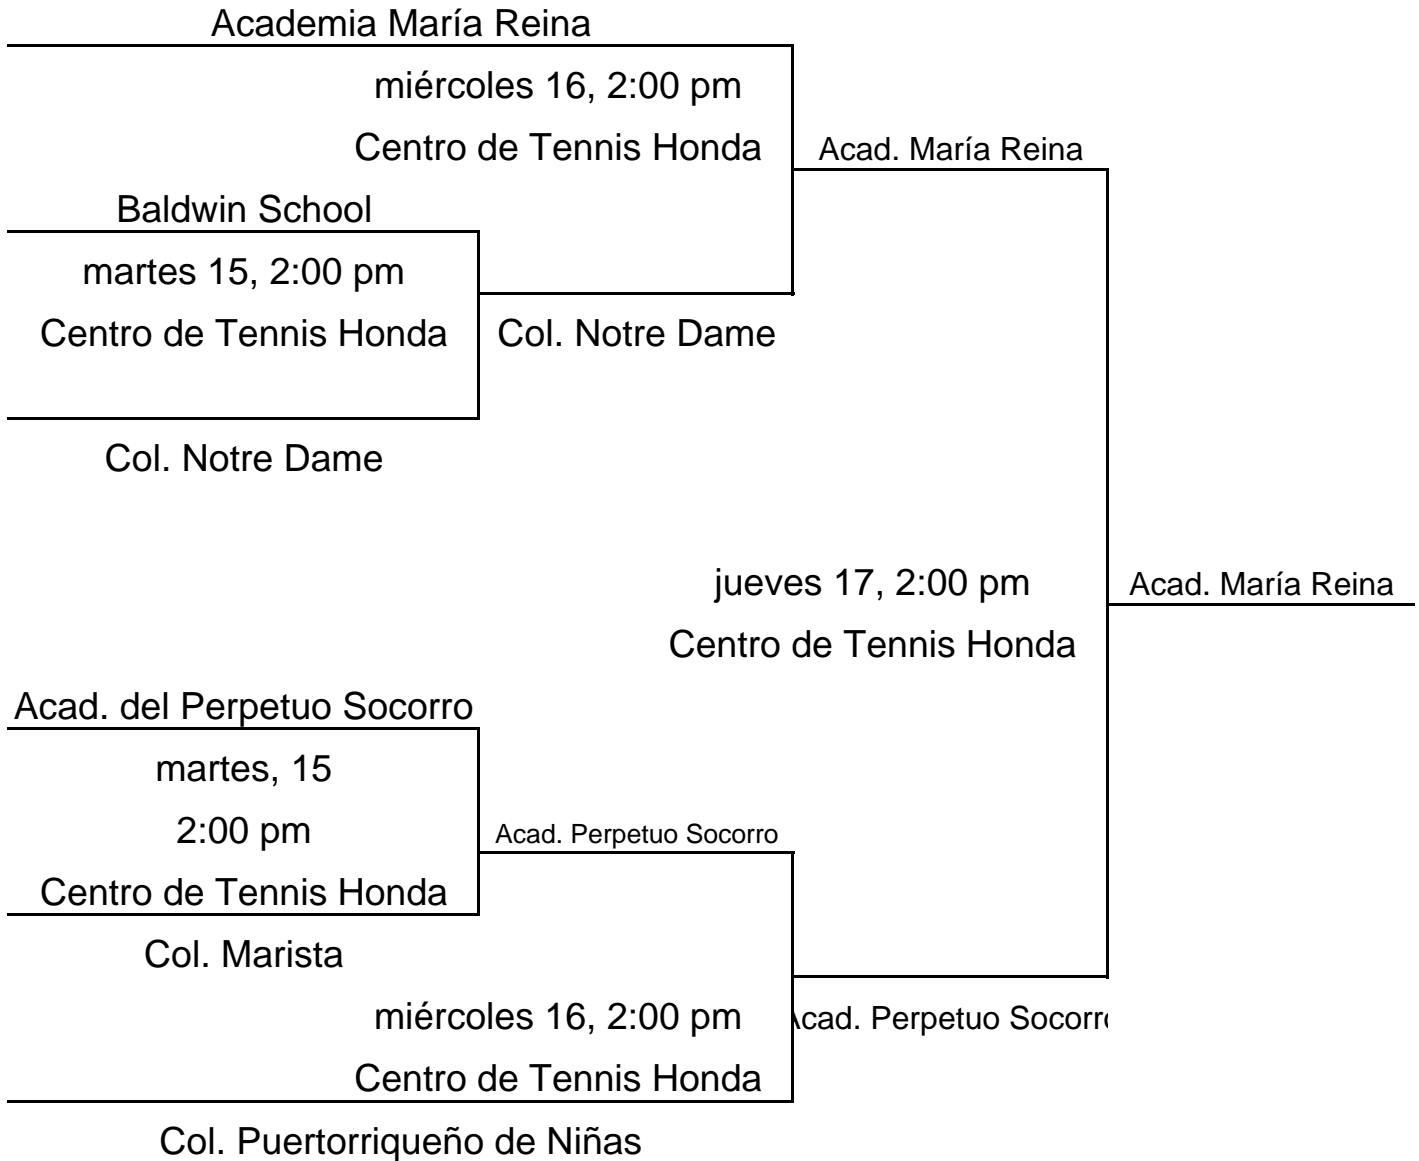 Academia María Reina
miércoles 16, 2:00 pm
Centro de Tennis Honda
Acad. María Reina
Baldwin School
martes 15, 2:00 pm
Centro de Tennis Honda
Col. Notre Dame
Col. Notre Dame
jueves 17, 2:00 pm
Acad. María Reina
Centro de Tennis Honda
Acad. del Perpetuo Socorro
martes, 15
2:00 pm
Acad. Perpetuo Socorro
Centro de Tennis Honda
Col. Marista
miércoles 16, 2:00 pm
Acad. Perpetuo Socorro
Centro de Tennis Honda
Col. Puertorriqueño de Niñas